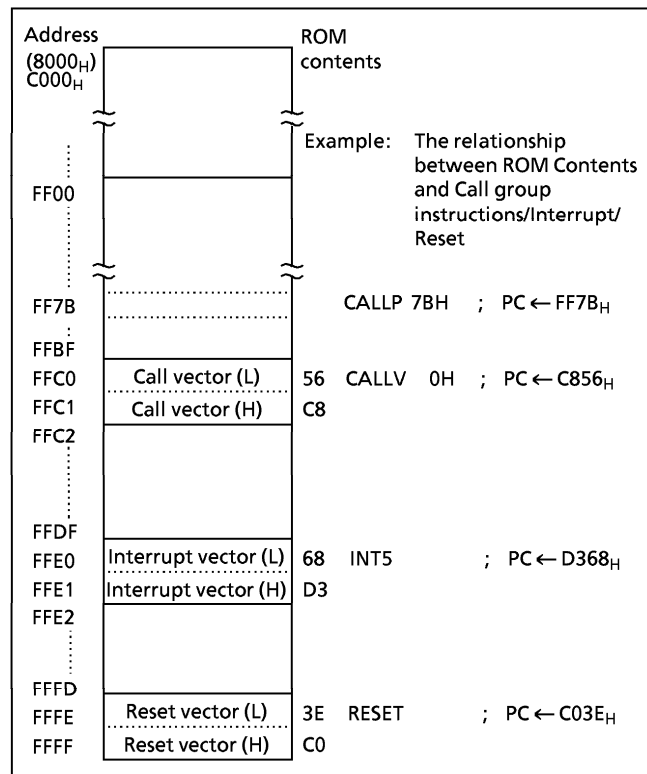 Address ROM
(8000H) contents
C000H
Example: The relationship
between ROM Contents
and Call group
instructions/Interrupt/
Reset
FF00
FF7B CALLP 7BH ; PC ← FF7BH
FFBF
FFC0 Call vector (L) 56 CALLV 0H ; PC ← C856H
FFC1 Call vector (H) C8
FFC2
FFDF
FFE0 Interrupt vector (L) 68 INT5 ; PC ← D368H
FFE1 Interrupt vector (H) D3
FFE2
FFFD
FFFE Reset vector (L) 3E RESET ; PC ← C03EH
FFFF Reset vector (H) C0